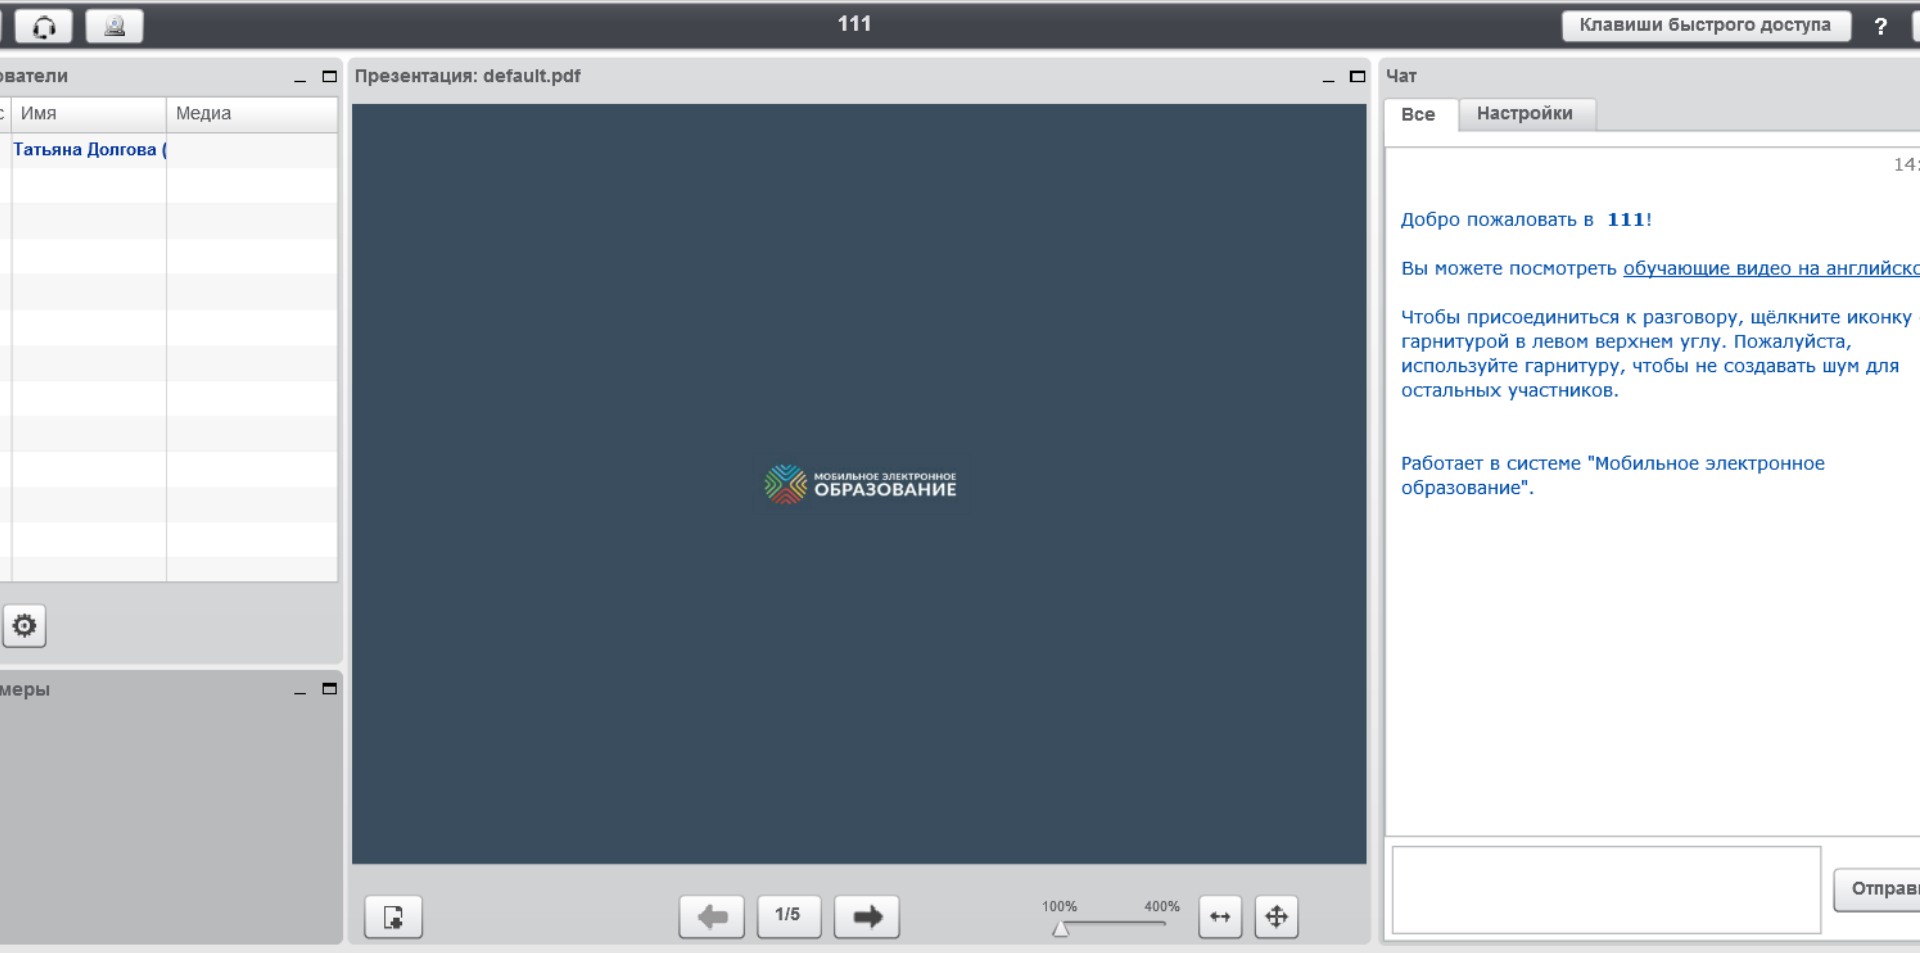 111
Клавиши быстрого доступа
?
ователи
с Имя Медиа
Татьяна Долгова (
меры
Презентация: default.pdf
МОБИЛЬНОЕ ЭЛЕКТРОННОЕ
ОБРАЗОВАНИЕ
1/5
100% 400%
Чат
Все Настройки
14:
Добро пожаловать в 111!
Вы можете посмотреть обучающие видео на английско
Чтобы присоединиться к разговору, щёлкните иконку
гарнитурой в левом верхнем углу. Пожалуйста,
используйте гарнитуру, чтобы не создавать шум для
остальных участников.
Работает в системе "Мобильное электронное
образование".
Отправ